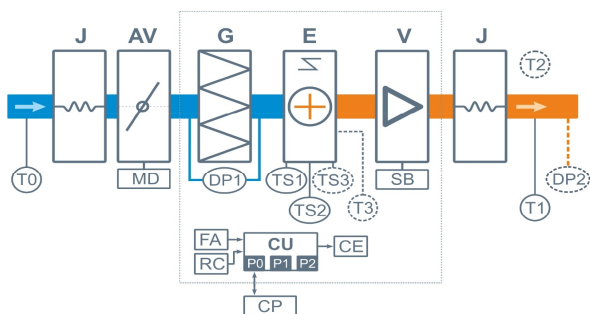 J AV G E V J
T2
T0 MD DP1 TS1 TS3 SB T1 DP2
TS2 T3
FA CU CE
RC P0 P1 P2
CP